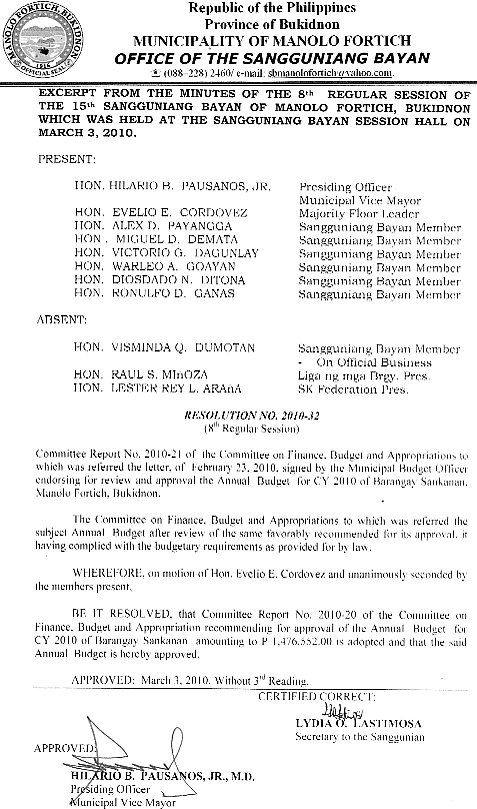 MANOLO FORTICH, BUKIDNON
1916
OFFICIAL SEAL
Republic of the Philippines
Province of Bukidnon
MUNICIPALITY OF MANOLO FORTICH
OFFICE OF THE SANGGUNIANG BAYAN
☏ (088-228) 2460/ e-mail: sbmanolofortich@yahoo.com.
EXCERPT FROM THE MINUTES OF THE 8th REGULAR SESSION OF
THE 15th SANGGUNIANG BAYAN OF MANOLO FORTICH, BUKIDNON
WHICH WAS HELD AT THE SANGGUNIANG BAYAN SESSION HALL ON
MARCH 3, 2010.
PRESENT:
HON. HILARIO B. PAUSANOS, JR. Presiding Officer
Municipal Vice Mayor
HON. EVELIO E. CORDOVEZ Majority Floor Leader
HON. ALEX D. PAYANGGA Sangguniang Bayan Member
HON . MIGUEL D. DEMATA Sangguniang Bayan Member
HON. VICTORIO G. DAGUNLAY Sangguniang Bayan Member
HON. WARLEO A. GOAYAN Sangguniang Bayan Member
HON. DIOSDADO N. DITONA Sangguniang Bayan Member
HON. RONULFO D. GANAS Sangguniang Bayan Member
ABSENT:
HON. VISMINDA Q. DUMOTAN Sangguniang Bayan Member
- On Official Business
HON. RAUL S. MIñOZA Liga ng mga Brgy. Pres.
HON. LESTER REY L. ARAñA SK Federation Pres.
RESOLUTION NO. 2010-32
(8th Regular Session)
Committee Report No. 2010-21 of the Committee on Finance, Budget and Appropriations to
which was referred the letter, of February 23, 2010, signed by the Municipal Budget Officer
endorsing for review and approval the Annual Budget for CY 2010 of Barangay Sankanan,
Manolo Fortich, Bukidnon.
The Committee on Finance, Budget and Appropriations to which was referred the
subject Annual Budget after review of the same favorably recommended for its approval, it
having complied with the budgetary requirements as provided for by law.
WHEREFORE, on motion of Hon. Evelio E. Cordovez and unanimously seconded by
the members present,
BE IT RESOLVED, that Committee Report No. 2010-20 of the Committee on
Finance, Budget and Appropriation recommending for approval of the Annual Budget for
CY 2010 of Barangay Sankanan amounting to P 1,476,552.00 is adopted and that the said
Annual Budget is hereby approved.
APPROVED: March 3, 2010. Without 3rd Reading.
CERTIFIED CORRECT:
LYDIA O. LASTIMOSA
Secretary to the Sanggunian
APPROVED:
HILARIO B. PAUSANOS, JR., M.D.
Presiding Officer
Municipal Vice Mayor